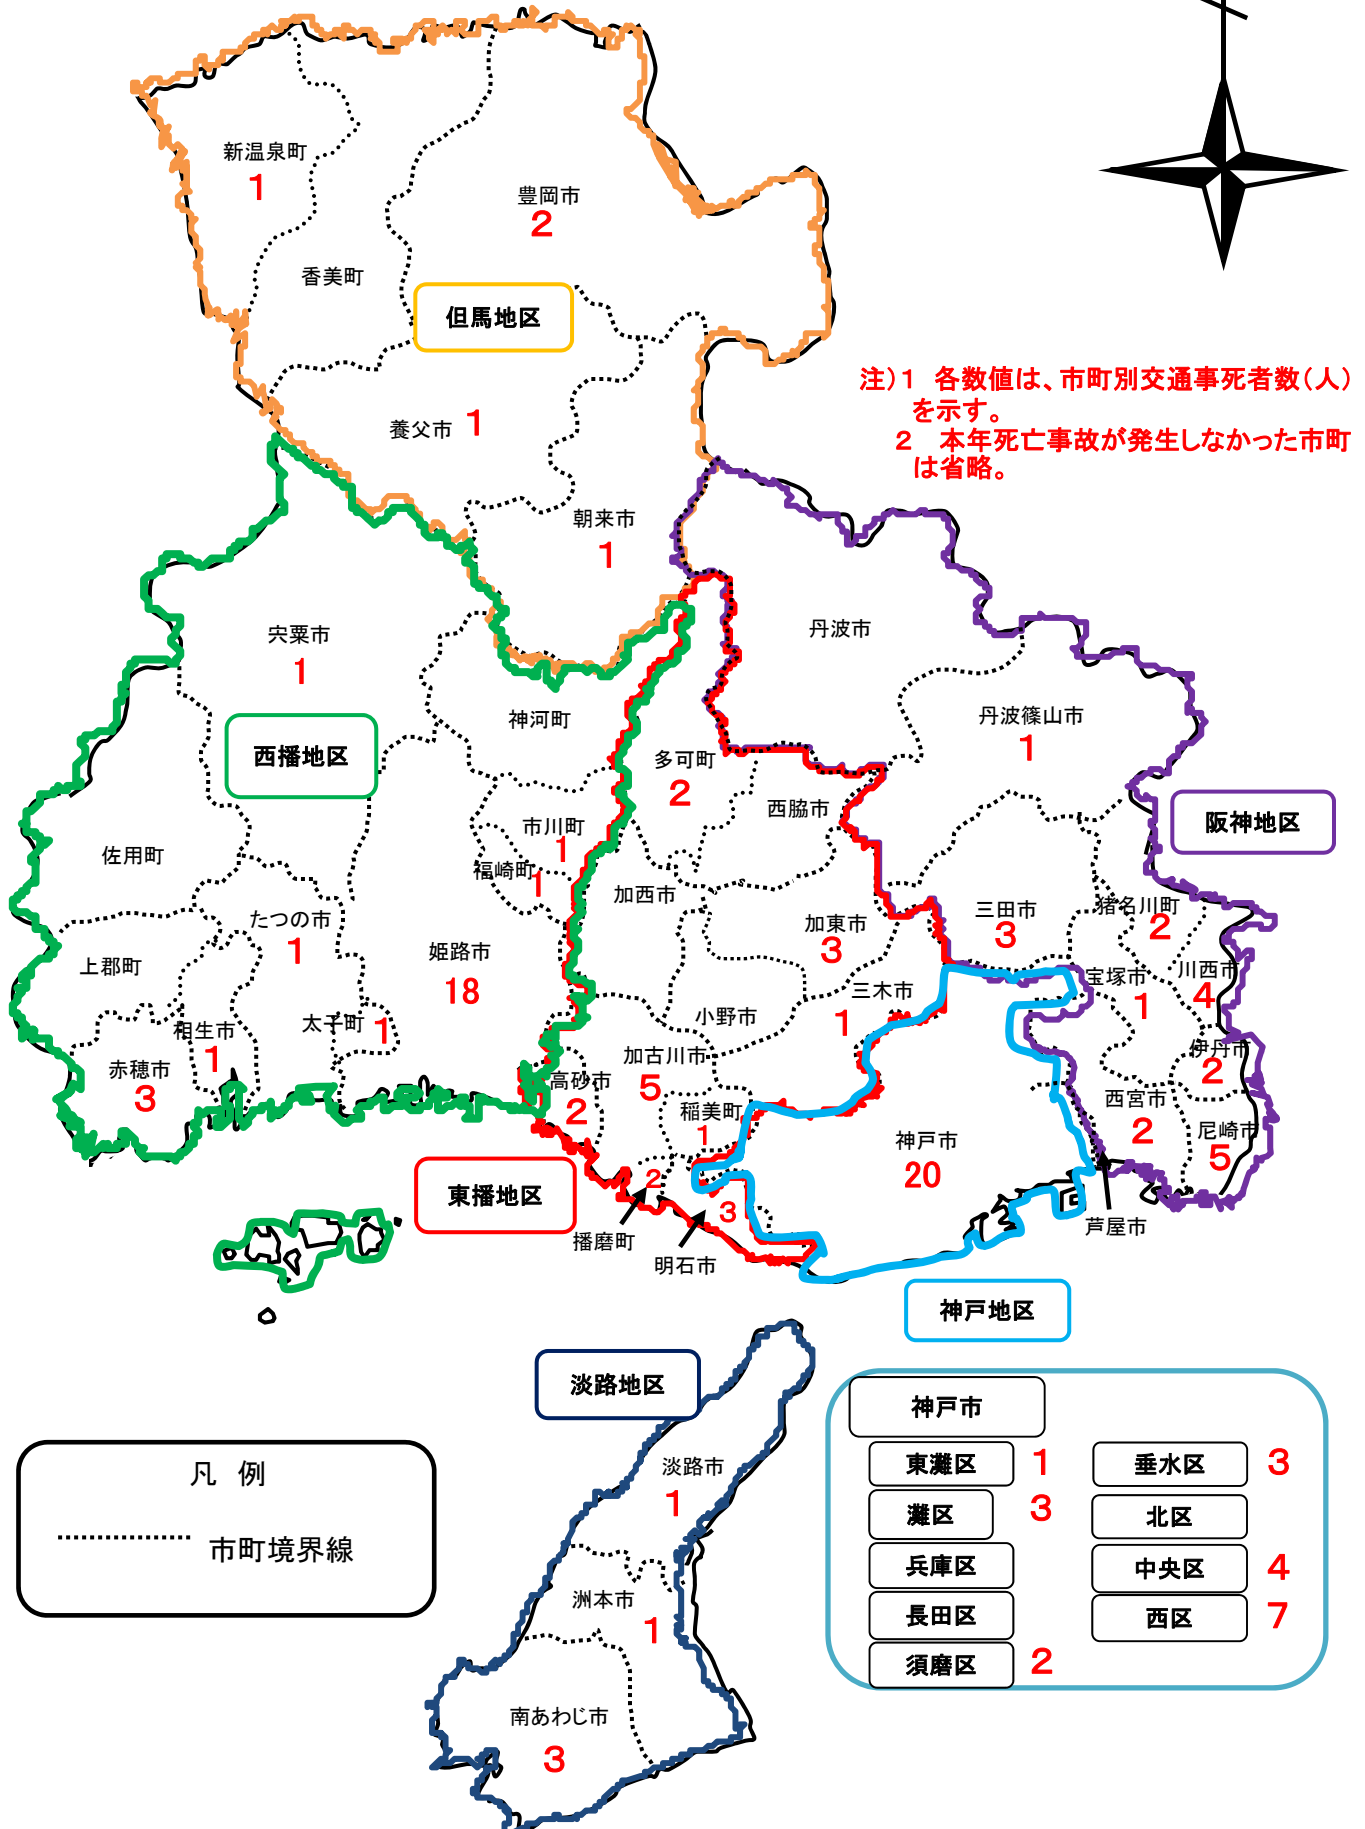 新温泉町
1
豊岡市
2
香美町
但馬地区
注)1 各数値は、市町別交通事死者数(人)
を示す。
2 本年死亡事故が発生しなかった市町
は省略。
養父市 1
朝来市
1
宍粟市
1
丹波市
神河町
丹波篠山市
1
西播地区
多可町
2
西脇市
市川町
1
阪神地区
佐用町
福崎町
1
加西市
たつの市
1
加東市
3
三田市
3
猪名川町
2
上郡町
姫路市
18
三木市
1
宝塚市
1
川西市
4
相生市
1
太子町 1
小野市
赤穂市
3
高砂市
2
加古川市
5
伊丹市
2
稲美町
1
西宮市
2
神戸市
20
尼崎市
5
東播地区
2
播磨町
3
明石市
芦屋市
神戸地区
淡路地区
淡路市
1
洲本市
1
南あわじ市
3
凡 例
市町境界線
神戸市
東灘区 1
垂水区 3
灘区 3
北区
兵庫区
中央区 4
長田区
西区 7
須磨区 2